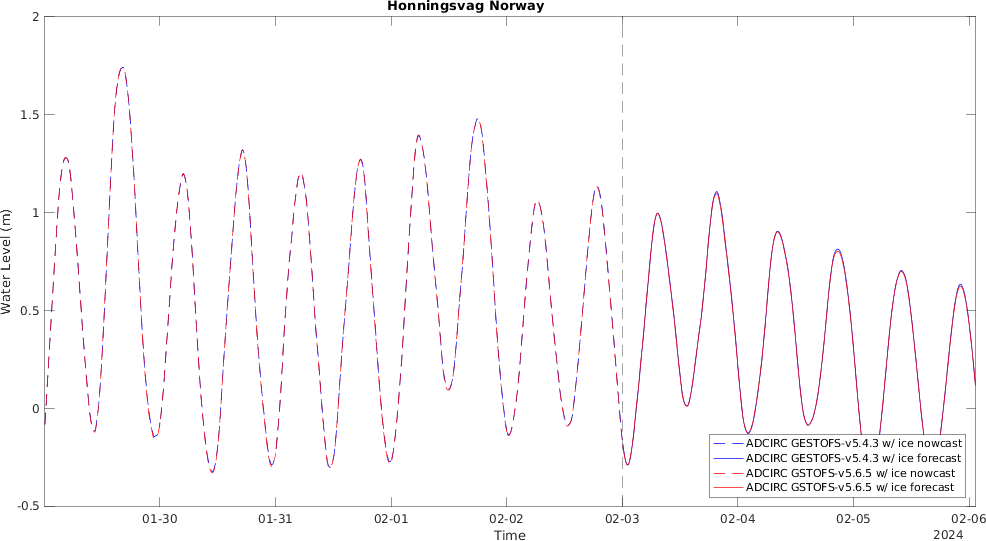 Honningsvag Norway
2
1.5
1
0.5
0
-0.5
Water Level (m)
ADCIRC GESTOFS-v5.4.3 w/ ice nowcast
ADCIRC GESTOFS-v5.4.3 w/ ice forecast
ADCIRC GSTOFS-v5.6.5 w/ ice nowcast
ADCIRC GSTOFS-v5.6.5 w/ ice forecast
01-30 01-31 02-01 02-02 02-03 02-04 02-05 02-06
Time
2024